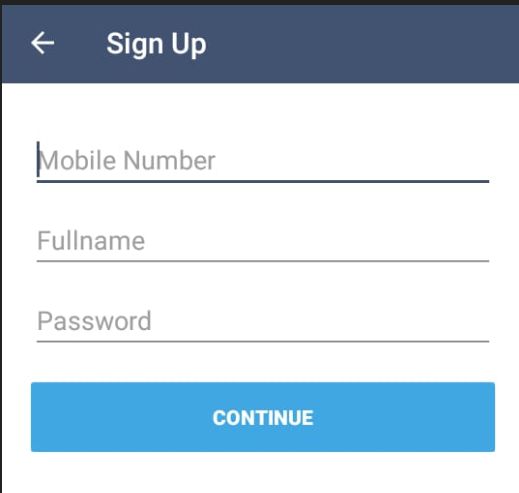 Sign Up
Mobile Number
Fullname
Password
CONTINUE